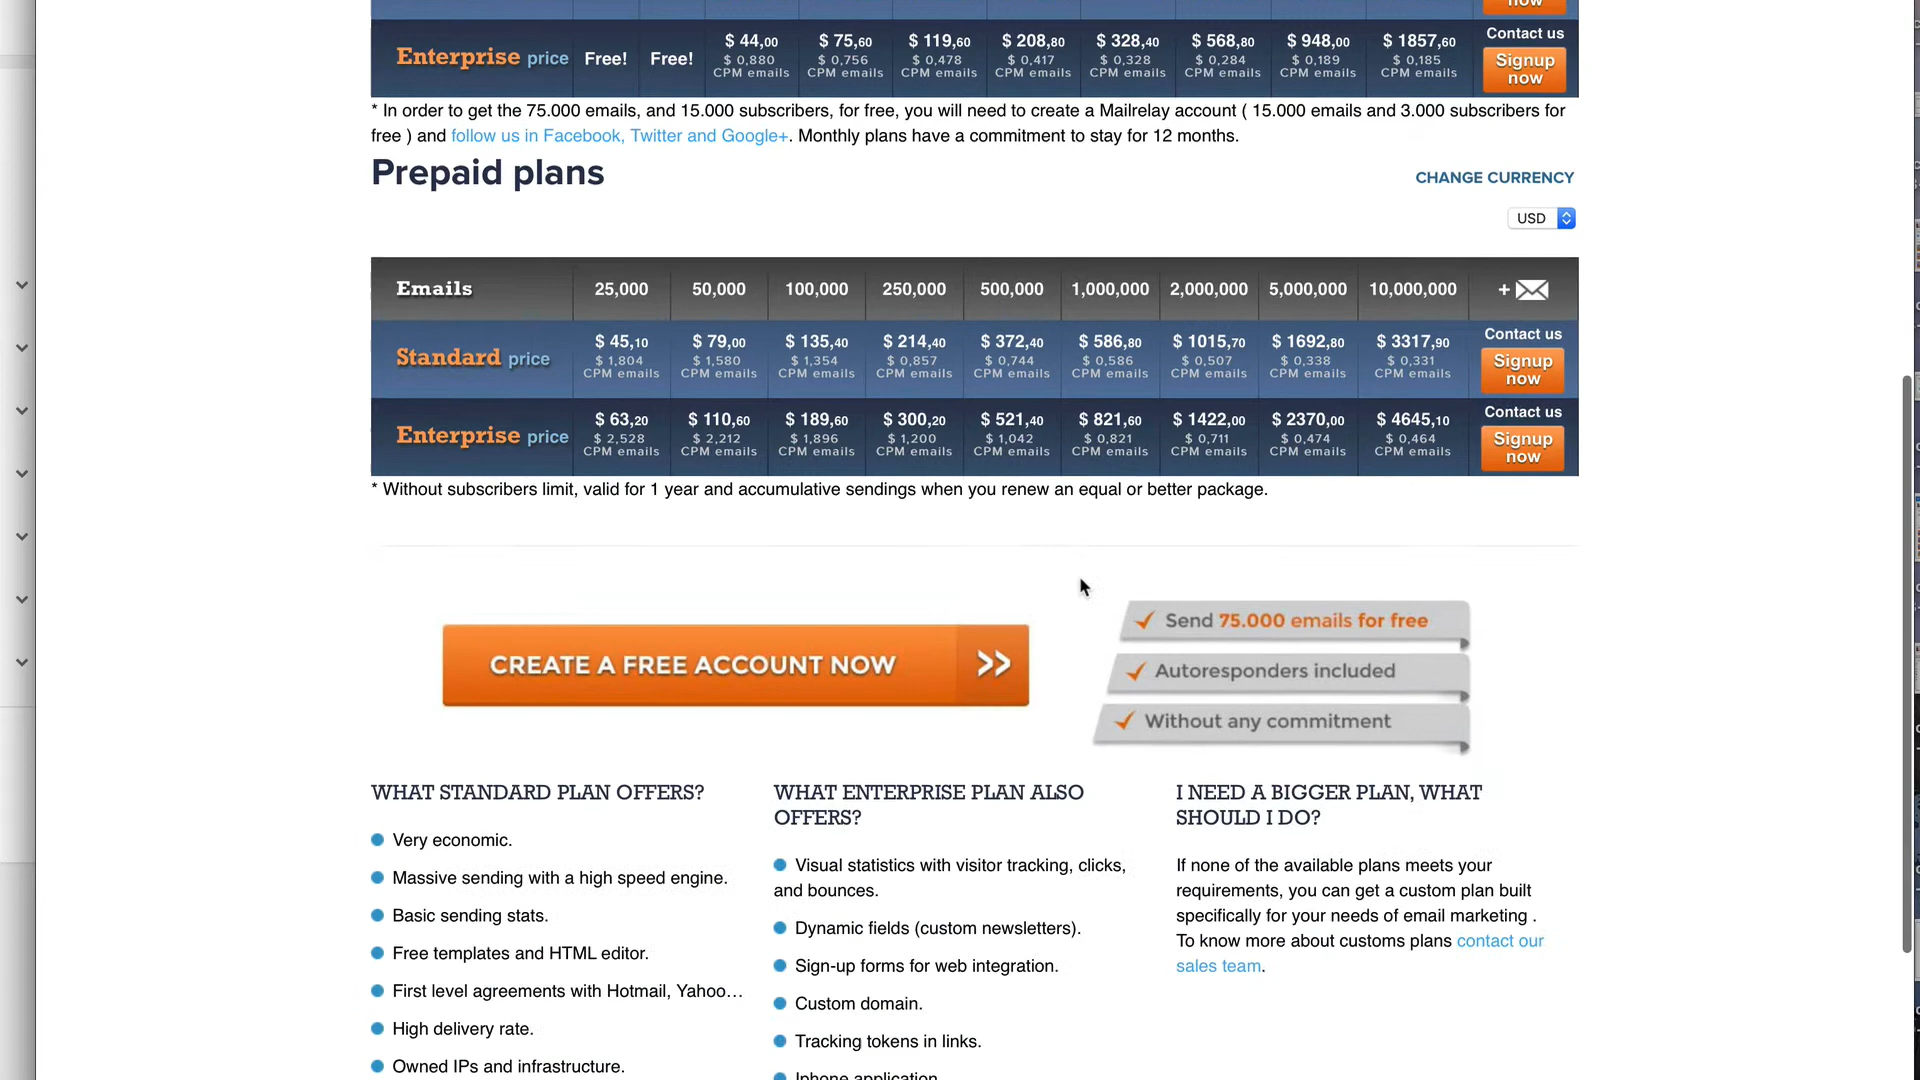 now
Enterprise price Free! Free! $ 44,00 $ 75,60 $ 119,60 $ 208,80 $ 328,40 $ 568,80 $ 948,00 $ 1857,60 Contact us
$ 0,880 $ 0,756 $ 0,478 $ 0,417 $ 0,328 $ 0,284 $ 0,189 $ 0,185 Signup
CPM emails CPM emails CPM emails CPM emails CPM emails CPM emails CPM emails CPM emails now
* In order to get the 75.000 emails, and 15.000 subscribers, for free, you will need to create a Mailrelay account ( 15.000 emails and 3.000 subscribers for
free ) and follow us in Facebook, Twitter and Google+. Monthly plans have a commitment to stay for 12 months.
Prepaid plans
CHANGE CURRENCY
USD
Emails 25,000 50,000 100,000 250,000 500,000 1,000,000 2,000,000 5,000,000 10,000,000 +
Standard price $ 45,10 $ 79,00 $ 135,40 $ 214,40 $ 372,40 $ 586,80 $ 1015,70 $ 1692,80 $ 3317,90 Contact us
$ 1,804 $ 1,580 $ 1,354 $ 0,857 $ 0,744 $ 0,586 $ 0,507 $ 0,338 $ 0,331 Signup
CPM emails CPM emails CPM emails CPM emails CPM emails CPM emails CPM emails CPM emails CPM emails now
Enterprise price $ 63,20 $ 110,60 $ 189,60 $ 300,20 $ 521,40 $ 821,60 $ 1422,00 $ 2370,00 $ 4645,10 Contact us
$ 2,528 $ 2,212 $ 1,896 $ 1,200 $ 1,042 $ 0,821 $ 0,711 $ 0,474 $ 0,464 Signup
CPM emails CPM emails CPM emails CPM emails CPM emails CPM emails CPM emails CPM emails CPM emails now
* Without subscribers limit, valid for 1 year and accumulative sendings when you renew an equal or better package.
CREATE A FREE ACCOUNT NOW >>
Send 75.000 emails for free
Autoresponders included
Without any commitment
WHAT STANDARD PLAN OFFERS?
Very economic.
Massive sending with a high speed engine.
Basic sending stats.
Free templates and HTML editor.
First level agreements with Hotmail, Yahoo…
High delivery rate.
Owned IPs and infrastructure.
WHAT ENTERPRISE PLAN ALSO
OFFERS?
Visual statistics with visitor tracking, clicks,
and bounces.
Dynamic fields (custom newsletters).
Sign-up forms for web integration.
Custom domain.
Tracking tokens in links.
Iphone application
I NEED A BIGGER PLAN, WHAT
SHOULD I DO?
If none of the available plans meets your
requirements, you can get a custom plan built
specifically for your needs of email marketing .
To know more about customs plans contact our
sales team.